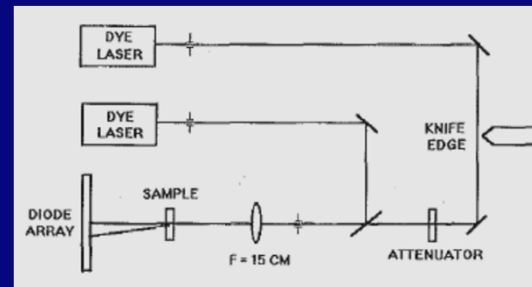 DYE
LASER
DYE
LASER
KNIFE
EDGE
SAMPLE
DIODE
ARRAY
F = 15 CM
ATTENUATOR